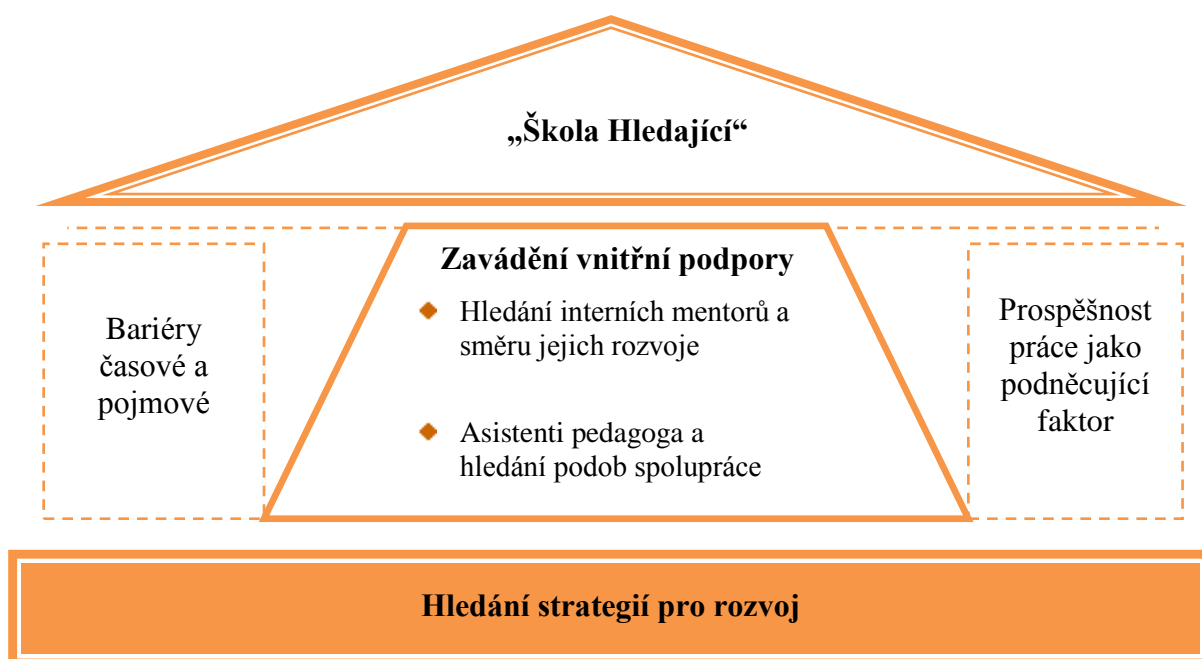 „Škola Hledající“
Zavádění vnitřní podpory
Hledání interních mentorů a
směru jejich rozvoje
Asistenti pedagoga a
hledání podob spolupráce
Bariéry
časové a
pojmové
Prospěšnost
práce jako
podněcující
faktor
Hledání strategií pro rozvoj